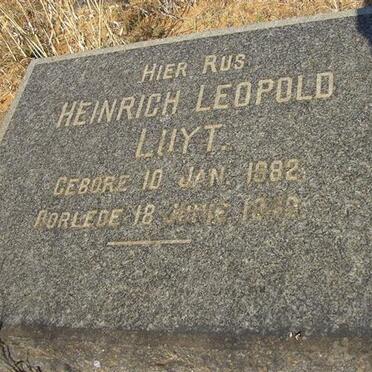 HIER RUS
HEINRICH LEOPOLD
LUYT.
GEBORE 10 JAN. 1882.
OORLEDE 18 JUNIE